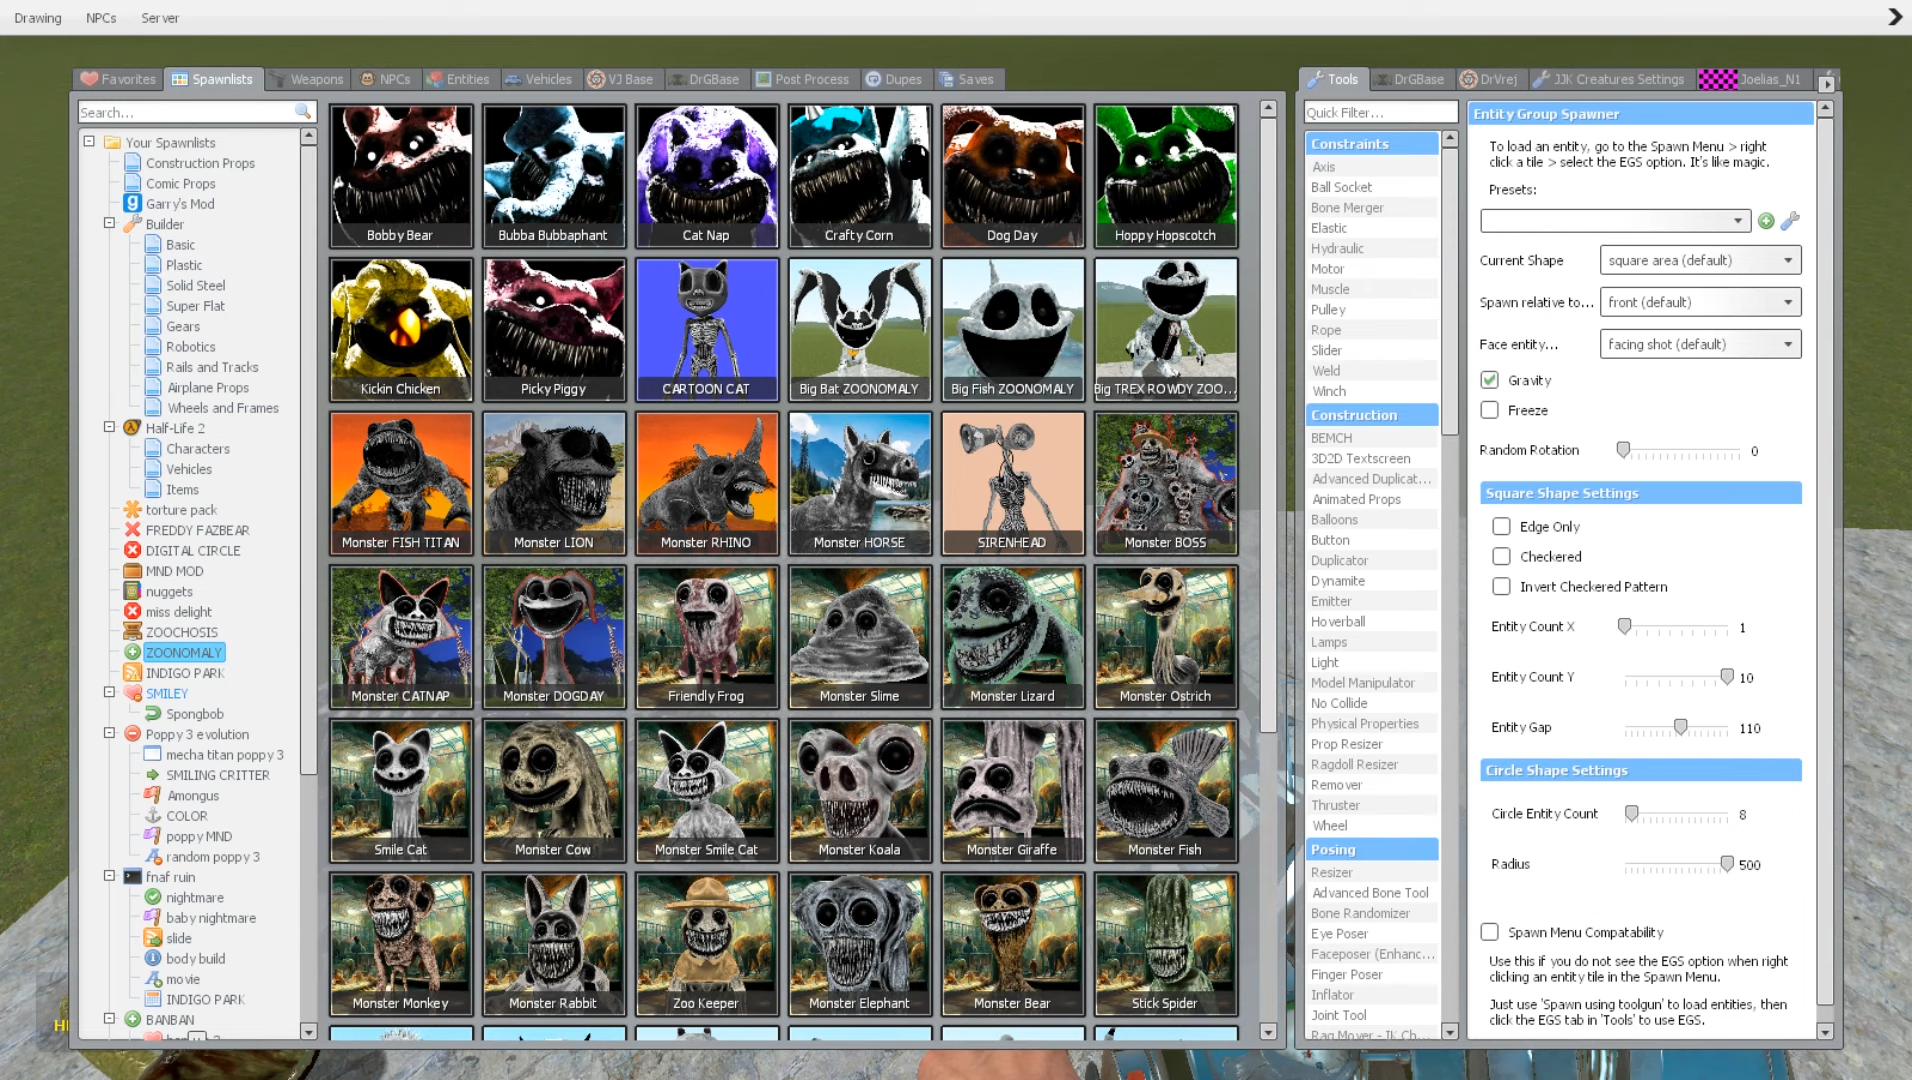 Drawing NPCs Server
Favorites Spawnlists Weapons NPCs Entities Vehicles VJ Base DrGBase Post Process Dupes Saves
Search...
Your Spawnlists
Construction Props
Comic Props
Garry's Mod
Builder
Basic
Plastic
Solid Steel
Super Flat
Gears
Robotics
Rails and Tracks
Airplane Props
Wheels and Frames
Half-Life 2
Characters
Vehicles
Items
torture pack
FREDDY FAZBEAR
DIGITAL CIRCLE
MND MOD
nuggets
miss delight
ZOOCHOSIS
ZOONOMALY
INDIGO PARK
SMILEY
Spongbob
Poppy 3 evolution
mecha titan poppy 3
SMILING CRITTER
Amongus
COLOR
poppy MND
random poppy 3
fnaf ruin
nightmare
baby nightmare
slide
body build
movie
INDIGO PARK
BANBAN
Bobby Bear Bubba Bubbaphant Cat Nap Crafty Corn Dog Day Hoppy Hopscotch
Kickin Chicken Picky Piggy CARTOON CAT Big Bat ZOONOMALY Big Fish ZOONOMALY Big TREX ROWDY ZOO...
Monster FISH TITAN Monster LION Monster RHINO Monster HORSE SIRENHEAD Monster BOSS
Monster CATNAP Monster DOGDAY Friendly Frog Monster Slime Monster Lizard Monster Ostrich
Smile Cat Monster Cow Monster Smile Cat Monster Koala Monster Giraffe Monster Fish
Monster Monkey Monster Rabbit Zoo Keeper Monster Elephant Monster Bear Stick Spider
Tools DrGBase DrVrej JJK Creatures Settings Joelias_N1
Quick Filter...
Constraints
Axis
Ball Socket
Bone Merger
Elastic
Hydraulic
Motor
Muscle
Pulley
Rope
Slider
Weld
Winch
Construction
BEMCH
3D2D Textscreen
Advanced Duplicat...
Animated Props
Balloons
Button
Duplicator
Dynamite
Emitter
Hoverball
Lamps
Light
Model Manipulator
No Collide
Physical Properties
Prop Resizer
Ragdoll Resizer
Remover
Thruster
Wheel
Posing
Resizer
Advanced Bone Tool
Bone Randomizer
Eye Poser
Faceposer (Enhanc...
Finger Poser
Inflator
Joint Tool
Rag Mover - IK Ch...
Entity Group Spawner
To load an entity, go to the Spawn Menu > right
click a tile > select the EGS option. It's like magic.
Presets:
Current Shape square area (default)
Spawn relative to... front (default)
Face entity... facing shot (default)
Gravity
Freeze
Random Rotation 0
Square Shape Settings
Edge Only
Checkered
Invert Checkered Pattern
Entity Count X 1
Entity Count Y 10
Entity Gap 110
Circle Shape Settings
Circle Entity Count 8
Radius 500
Spawn Menu Compatability
Use this if you do not see the EGS option when right
clicking an entity tile in the Spawn Menu.
Just use 'Spawn using toolgun' to load entities, then
click the EGS tab in 'Tools' to use EGS.